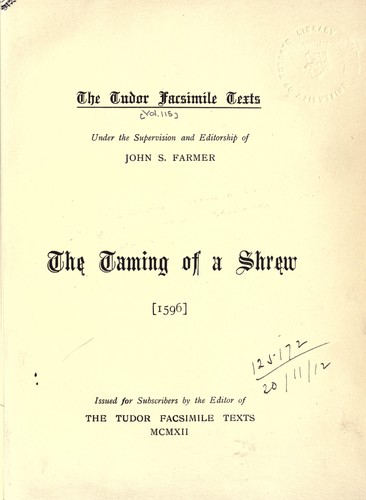 The Tudor Facsimile Texts
[Vol. 115]
Under the Supervision and Editorship of
JOHN S. FARMER
The Taming of a Shrew
[1596]
125172
20/11/12
Issued for Subscribers by the Editor of
THE TUDOR FACSIMILE TEXTS
MCMXII